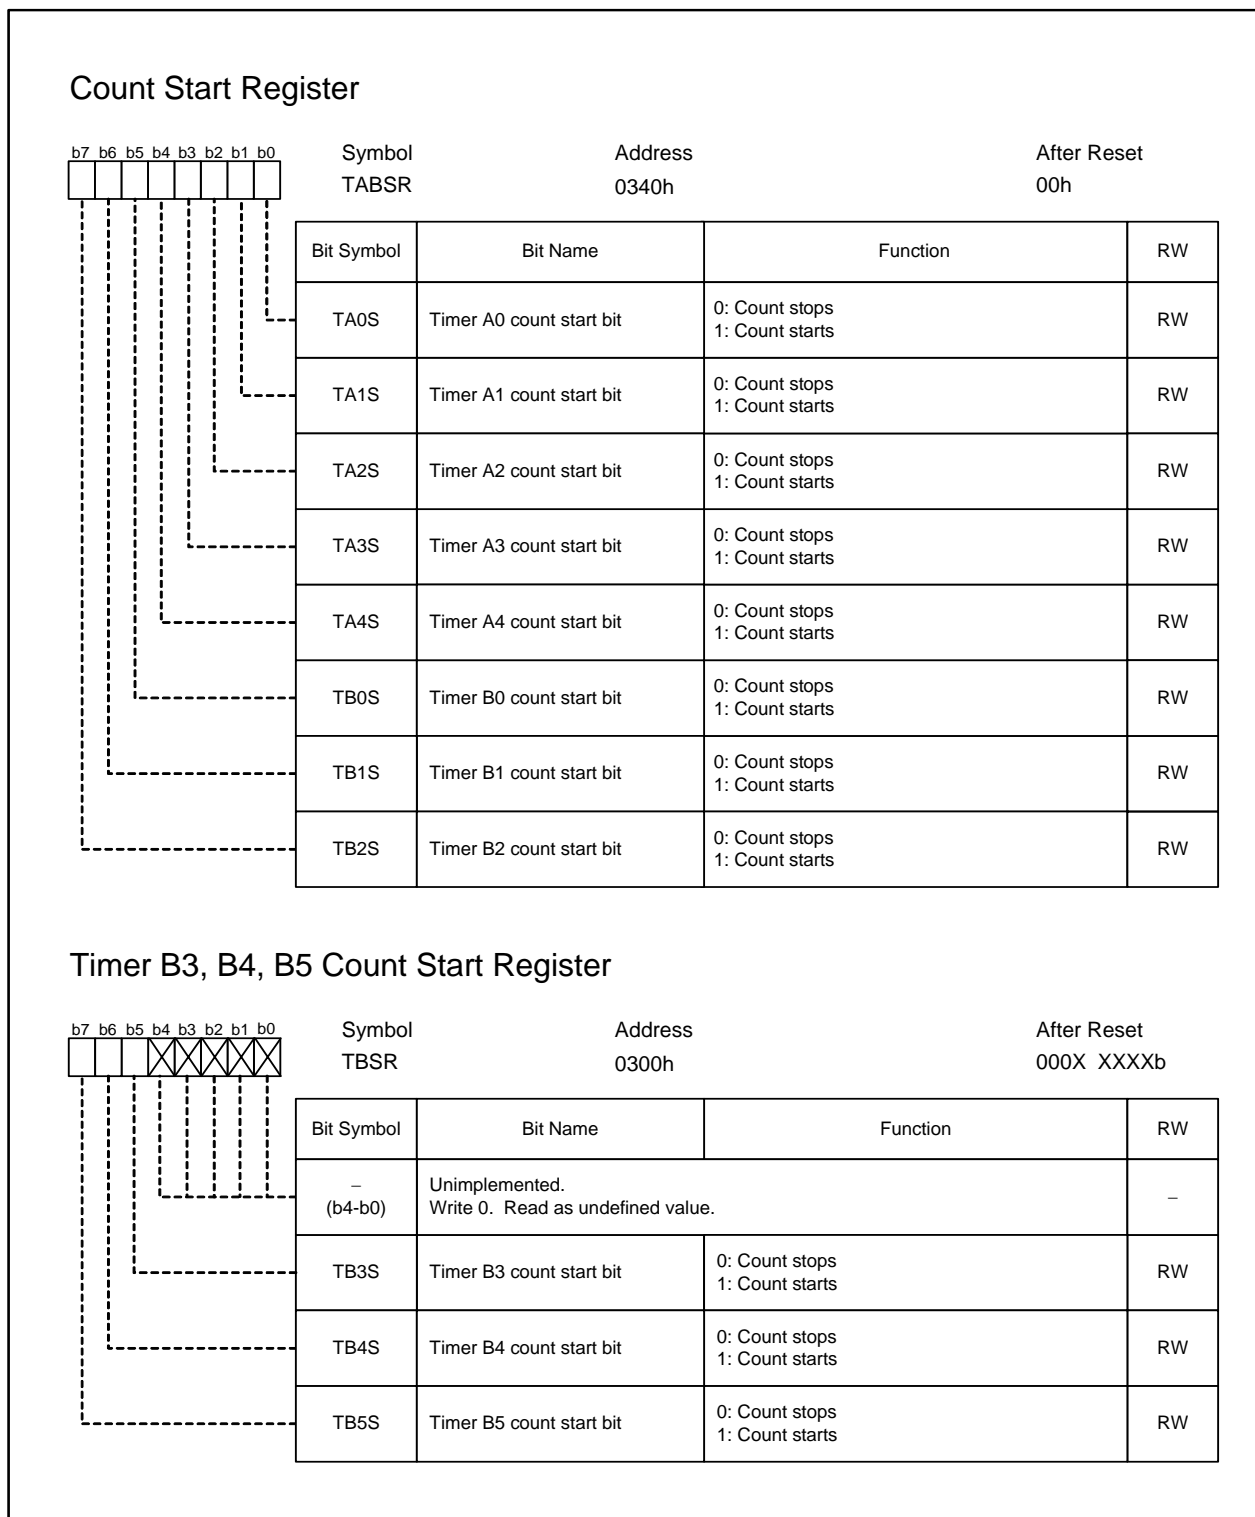 Count Start Register
b7 b6 b5 b4 b3 b2 b1 b0
Symbol Address After Reset
TABSR 0340h 00h
Bit Symbol Bit Name Function RW
TA0S Timer A0 count start bit 0: Count stops RW
1: Count starts
TA1S Timer A1 count start bit 0: Count stops RW
1: Count starts
TA2S Timer A2 count start bit 0: Count stops RW
1: Count starts
TA3S Timer A3 count start bit 0: Count stops RW
1: Count starts
TA4S Timer A4 count start bit 0: Count stops RW
1: Count starts
TB0S Timer B0 count start bit 0: Count stops RW
1: Count starts
TB1S Timer B1 count start bit 0: Count stops RW
1: Count starts
TB2S Timer B2 count start bit 0: Count stops RW
1: Count starts
Timer B3, B4, B5 Count Start Register
b7 b6 b5 b4 b3 b2 b1 b0
Symbol Address After Reset
TBSR 0300h 000X XXXXb
Bit Symbol Bit Name Function RW
– Unimplemented. –
(b4-b0) Write 0. Read as undefined value.
TB3S Timer B3 count start bit 0: Count stops RW
1: Count starts
TB4S Timer B4 count start bit 0: Count stops RW
1: Count starts
TB5S Timer B5 count start bit 0: Count stops RW
1: Count starts